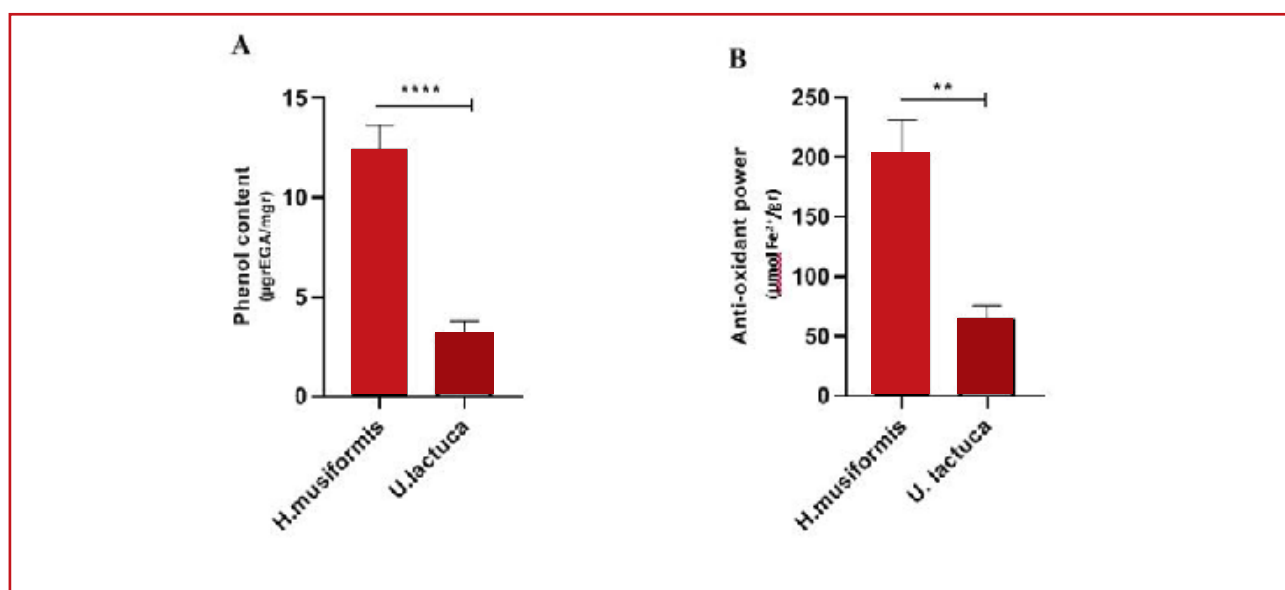 A
****
15
10
5
0
Phenol content
(µgrEGA/mgr)
H.musiformis
U.lactuca
B
**
250
200
150
100
50
0
Anti-oxidant power
(µmol Fe²⁺/gr)
H.musiformis
U. lactuca